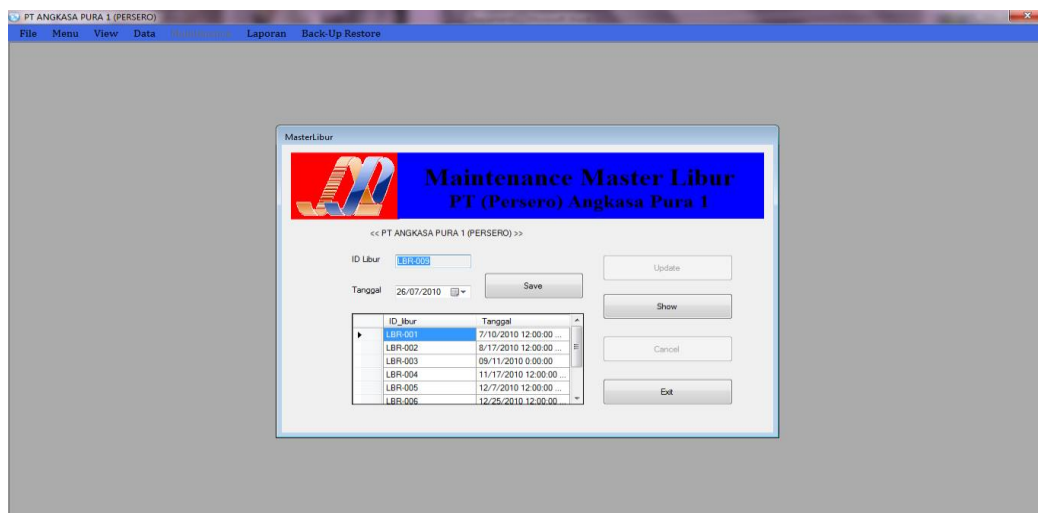 PT ANGKASA PURA 1 (PERSERO)
File Menu View Data Maintenance Laporan Back-Up Restore
MasterLibur
Maintenance Master Libur
PT (Persero) Angkasa Pura 1
<< PT ANGKASA PURA 1 (PERSERO) >>
ID Libur LBR-009
Tanggal 26/07/2010
Save
Update
Show
Cancel
Exit
ID_libur Tanggal
LBR-001 7/10/2010 12:00:00 ...
LBR-002 8/17/2010 12:00:00 ...
LBR-003 09/11/2010 0:00:00
LBR-004 11/17/2010 12:00:00 ...
LBR-005 12/7/2010 12:00:00 ...
LBR-006 12/25/2010 12:00:00 ...